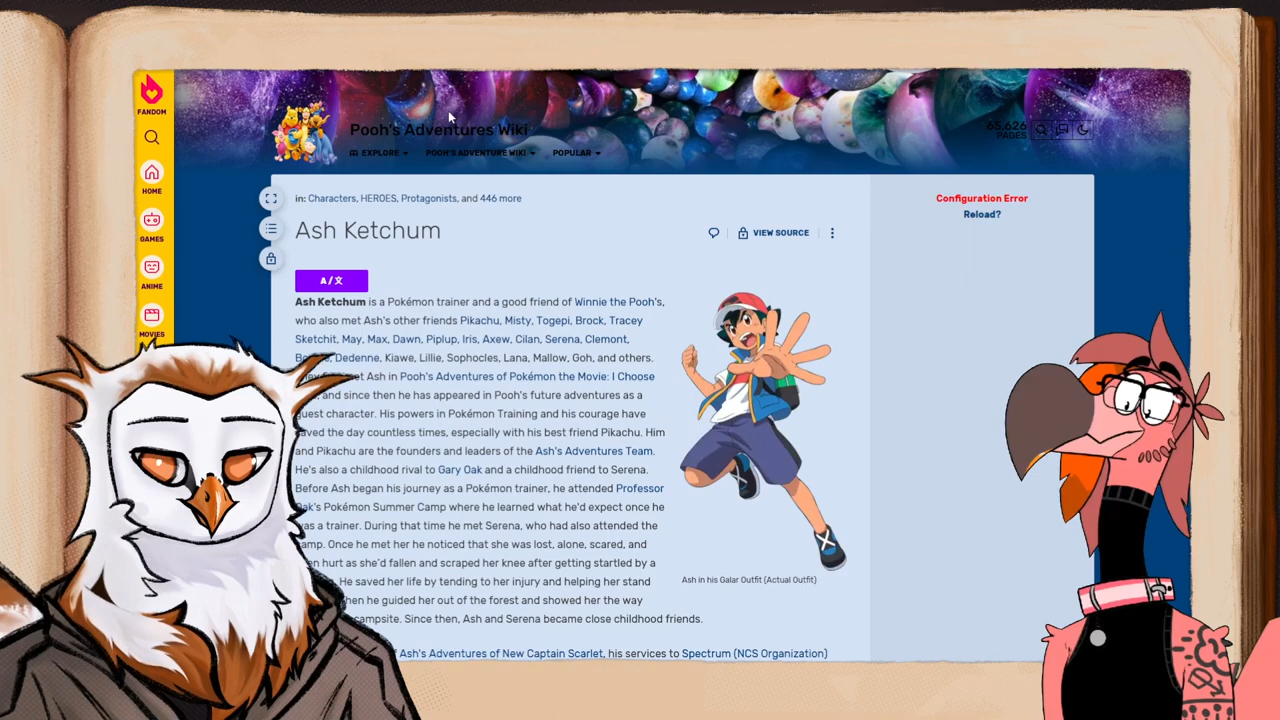 FANDOM
HOME
GAMES
ANIME
MOVIES
Pooh's Adventures Wiki
EXPLORE
POOH'S ADVENTURE WIKI
POPULAR
65,626
PAGES
in: Characters, HEROES, Protagonists, and 446 more
Ash Ketchum
VIEW SOURCE
A/文
Ash Ketchum is a Pokémon trainer and a good friend of Winnie the Pooh's,
who also met Ash's other friends Pikachu, Misty, Togepi, Brock, Tracey
Sketchit, May, Max, Dawn, Piplup, Iris, Axew, Cilan, Serena, Clemont,
Dedenne, Kiawe, Lillie, Sophocles, Lana, Mallow, Goh, and others.
Ash in Pooh's Adventures of Pokémon the Movie: I Choose
and since then he has appeared in Pooh's future adventures as a
guest character. His powers in Pokémon Training and his courage have
saved the day countless times, especially with his best friend Pikachu. Him
and Pikachu are the founders and leaders of the Ash's Adventures Team.
He's also a childhood rival to Gary Oak and a childhood friend to Serena.
Before Ash began his journey as a Pokémon trainer, he attended Professor
Oak's Pokémon Summer Camp where he learned what he'd expect once he
was a trainer. During that time he met Serena, who had also attended the
camp. Once he met her he noticed that she was lost, alone, scared, and
hurt as she'd fallen and scraped her knee after getting startled by a
He saved her life by tending to her injury and helping her stand
he guided her out of the forest and showed her the way
campsite. Since then, Ash and Serena became close childhood friends.
Ash's Adventures of New Captain Scarlet, his services to Spectrum (NCS Organization)
Ash in his Galar Outfit (Actual Outfit)
Configuration Error
Reload?